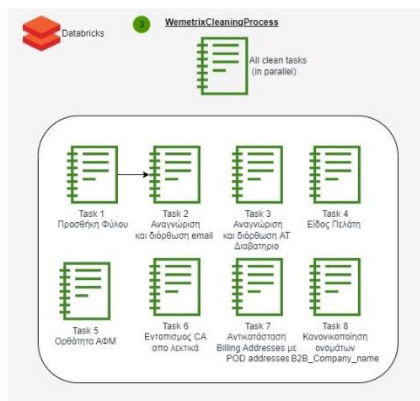 Databricks
3
WemetrixCleaningProcess
All clean tasks
(in parallel)
Task 1
Προσθήκη Φύλου
Task 2
Αναγνώριση
και διόρθωση email
Task 3
Αναγνώριση
και διόρθωση ΑΤ
Διαβατηριο
Task 4
Είδος Πελάτη
Task 5
Ορθότητα ΑΦΜ
Task 6
Εντοπισμος CA
απο λεκτικά
Task 7
Αντικατάσταση
Billing Addresses με
POD addresses
Task 8
Κανονικοποίηση
ονομάτων
B2B_Company_name